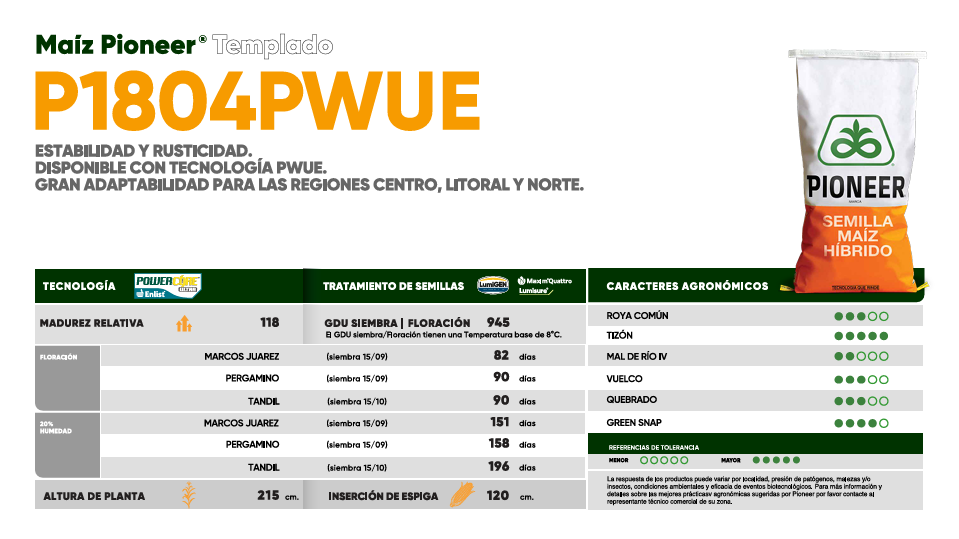 Maíz Pioneer® Templado
P1804PWUE
ESTABILIDAD Y RUSTICIDAD.
DISPONIBLE CON TECNOLOGÍA PWUE.
GRAN ADAPTABILIDAD PARA LAS REGIONES CENTRO, LITORAL Y NORTE.
PIONEER
MARCA
SEMILLA
MAÍZ
HÍBRIDO
TECNOLOGÍA QUE RINDE
TECNOLOGÍA
POWERCORE
ULTRA
Enlist
TRATAMIENTO DE SEMILLAS
LumiGEN
Maxim Quattro
Lumisure
CARACTERES AGRONÓMICOS
MADUREZ RELATIVA 118
GDU SIEMBRA | FLORACIÓN 945
El GDU siembra/Floración tienen una Temperatura base de 8°C.
FLORACIÓN
MARCOS JUAREZ (siembra 15/09) 82 días
PERGAMINO (siembra 15/09) 90 días
TANDIL (siembra 15/10) 90 días
20%
HUMEDAD
MARCOS JUAREZ (siembra 15/09) 151 días
PERGAMINO (siembra 15/09) 158 días
TANDIL (siembra 15/10) 196 días
ALTURA DE PLANTA 215 cm.
INSERCIÓN DE ESPIGA 120 cm.
ROYA COMÚN
TIZÓN
MAL DE RÍO IV
VUELCO
QUEBRADO
GREEN SNAP
REFERENCIAS DE TOLERANCIA
MENOR MAYOR
La respuesta de los productos puede variar por localidad, presión de patógenos, malezas y/o
insectos, condiciones ambientales y eficacia de eventos biotecnológicos. Para más información y
detalles sobre las mejores prácticasv agronómicas sugeridas por Pioneer por favor contacte al
representante técnico comercial de su zona.